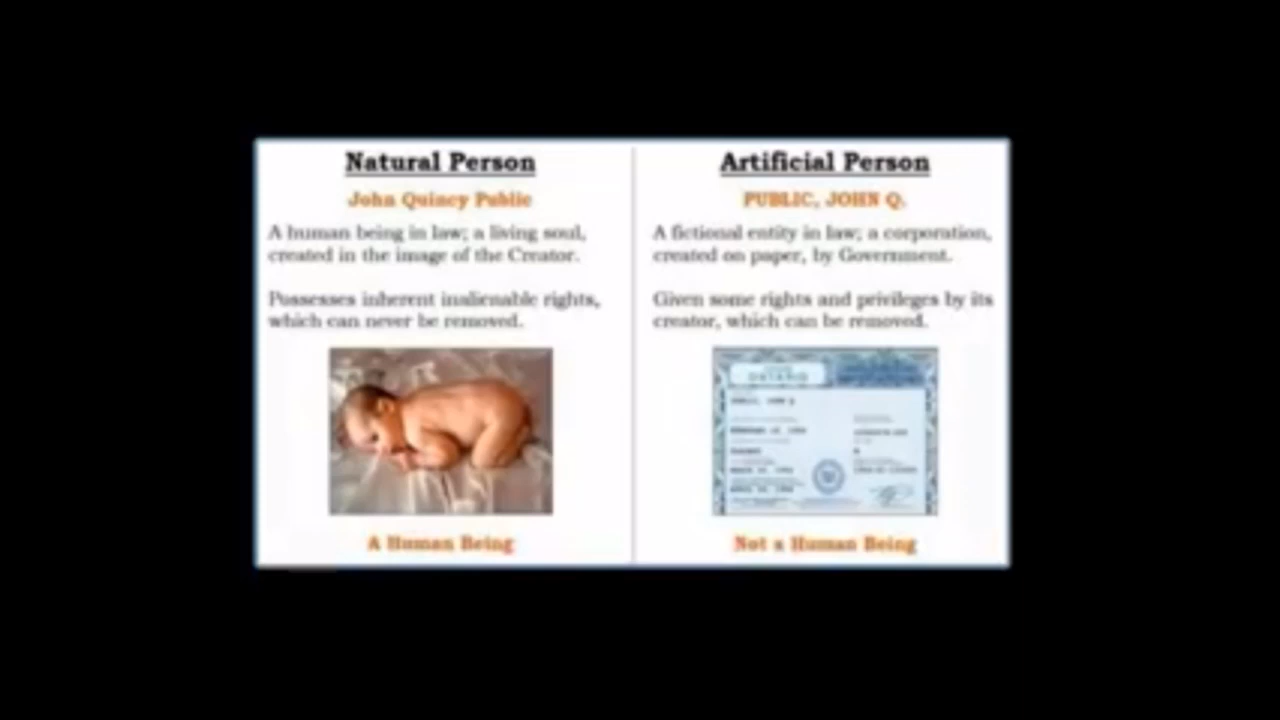 Natural Person
John Quincy Public
A human being in law; a living soul,
created in the image of the Creator.
Possesses inherent inalienable rights,
which can never be removed.
A Human Being
Artificial Person
PUBLIC, JOHN Q.
A fictional entity in law; a corporation,
created on paper, by Government.
Given some rights and privileges by its
creator, which can be removed.
ONTARIO
PUBLIC, JOHN Q
Not a Human Being